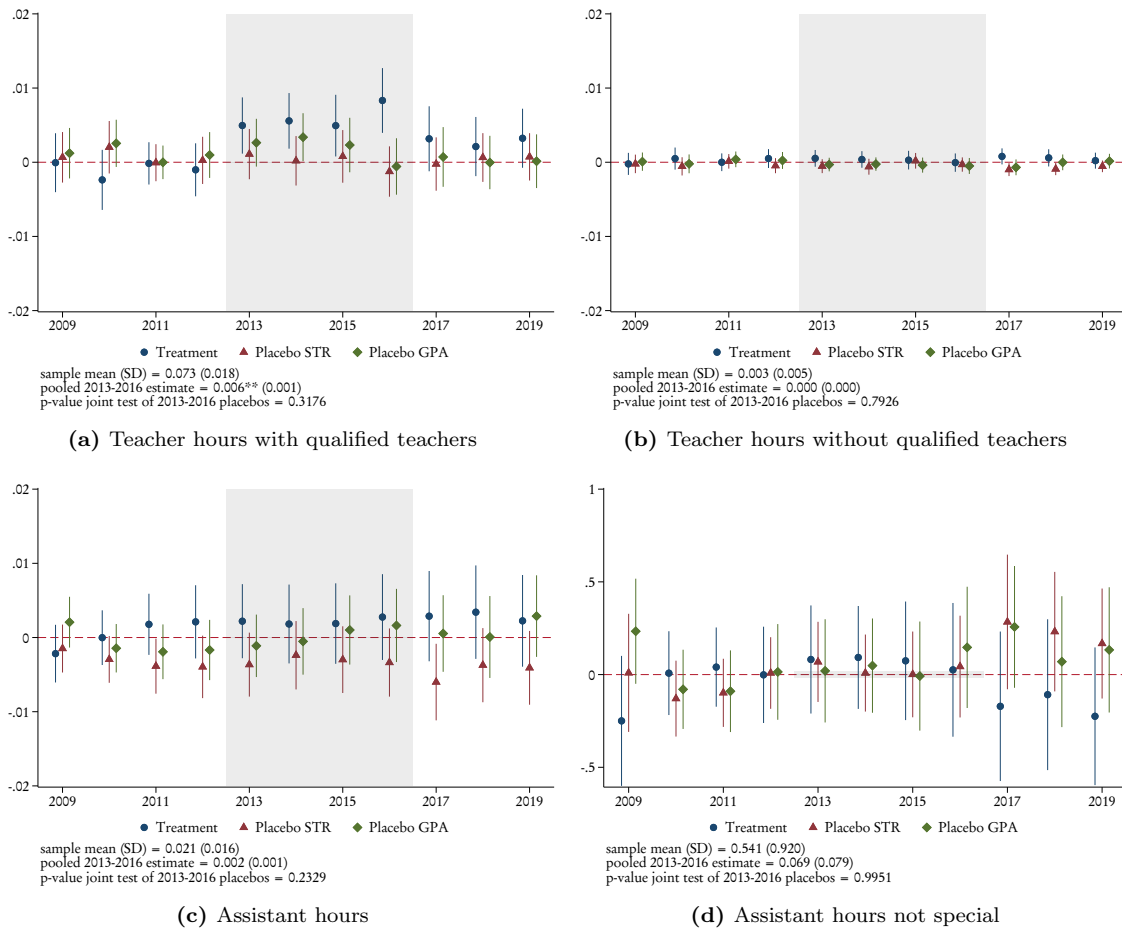 .02
.01
0
-.01
-.02
2009 2011 2013 2015 2017 2019
Treatment Placebo STR Placebo GPA
sample mean (SD) = 0.073 (0.018)
pooled 2013-2016 estimate = 0.006** (0.001)
p-value joint test of 2013-2016 placebos = 0.3176
(a) Teacher hours with qualified teachers
.02
.01
0
-.01
-.02
2009 2011 2013 2015 2017 2019
Treatment Placebo STR Placebo GPA
sample mean (SD) = 0.003 (0.005)
pooled 2013-2016 estimate = 0.000 (0.000)
p-value joint test of 2013-2016 placebos = 0.7926
(b) Teacher hours without qualified teachers
.02
.01
0
-.01
-.02
2009 2011 2013 2015 2017 2019
Treatment Placebo STR Placebo GPA
sample mean (SD) = 0.021 (0.016)
pooled 2013-2016 estimate = 0.002 (0.001)
p-value joint test of 2013-2016 placebos = 0.2329
(c) Assistant hours
1
.5
0
-.5
2009 2011 2013 2015 2017 2019
Treatment Placebo STR Placebo GPA
sample mean (SD) = 0.541 (0.920)
pooled 2013-2016 estimate = 0.069 (0.079)
p-value joint test of 2013-2016 placebos = 0.9951
(d) Assistant hours not special